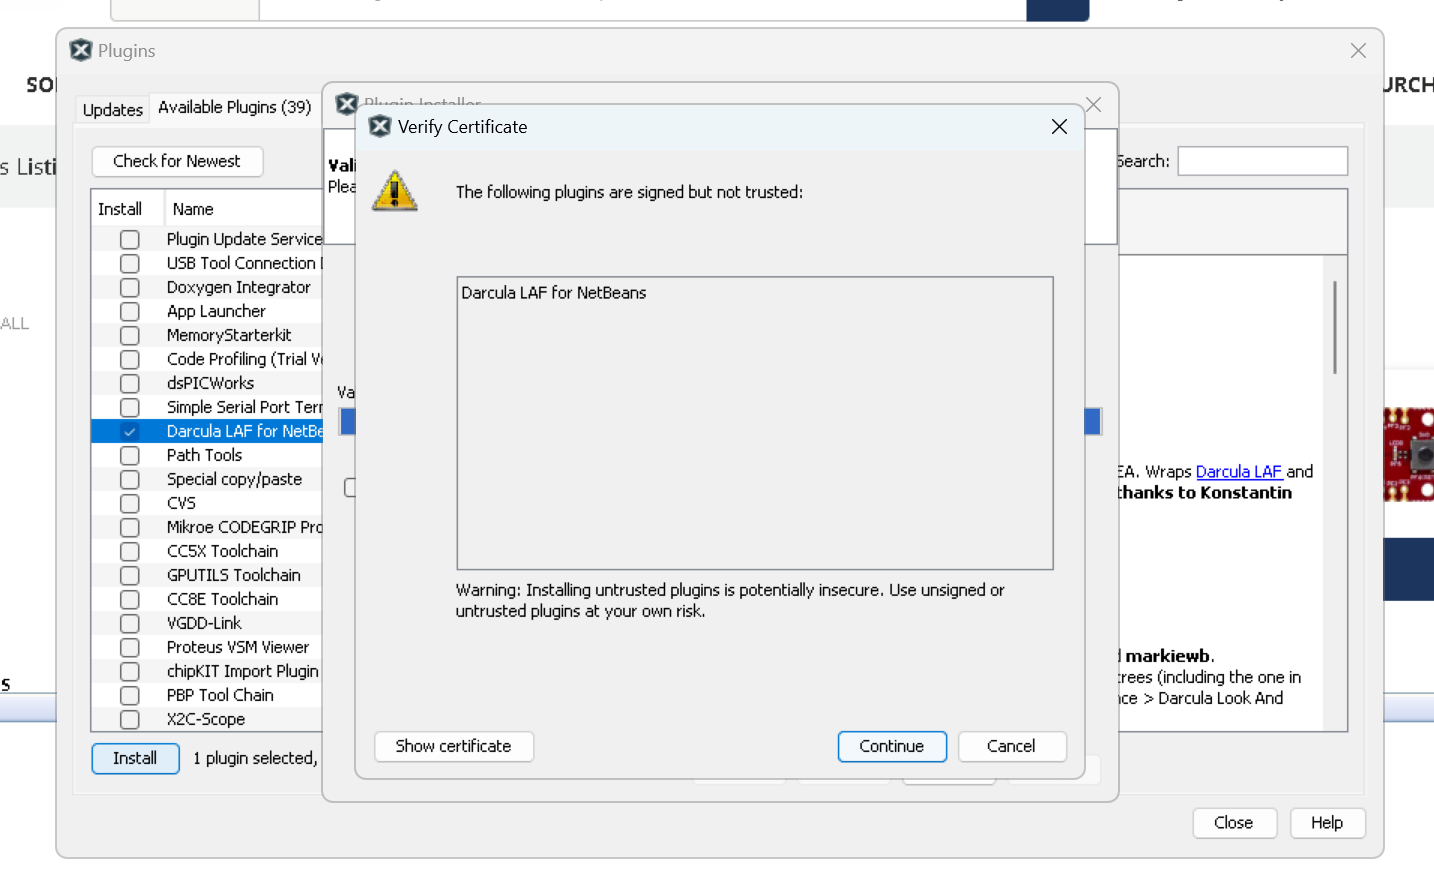 Plugins
SO
URCH
Updates
Available Plugins (39)
Plugin Installer
Verify Certificate
s Listi
Check for Newest
Vali
Plea
Search:
The following plugins are signed but not trusted:
Install
Name
Plugin Update Service
USB Tool Connection
Doxygen Integrator
App Launcher
MemoryStarterkit
Code Profiling (Trial V
dsPICWorks
Simple Serial Port Terr
Darcula LAF for NetBe
Path Tools
Special copy/paste
CVS
Mikroe CODEGRIP Pro
CC5X Toolchain
GPUTILS Toolchain
CC8E Toolchain
VGDD-Link
Proteus VSM Viewer
chipKIT Import Plugin
PBP Tool Chain
X2C-Scope
Darcula LAF for NetBeans
ALL
Va
EA. Wraps Darcula LAF and
thanks to Konstantin
Warning: Installing untrusted plugins is potentially insecure. Use unsigned or
untrusted plugins at your own risk.
markiewb.
trees (including the one in
nce > Darcula Look And
s
Install
1 plugin selected,
Show certificate
Continue
Cancel
Close
Help